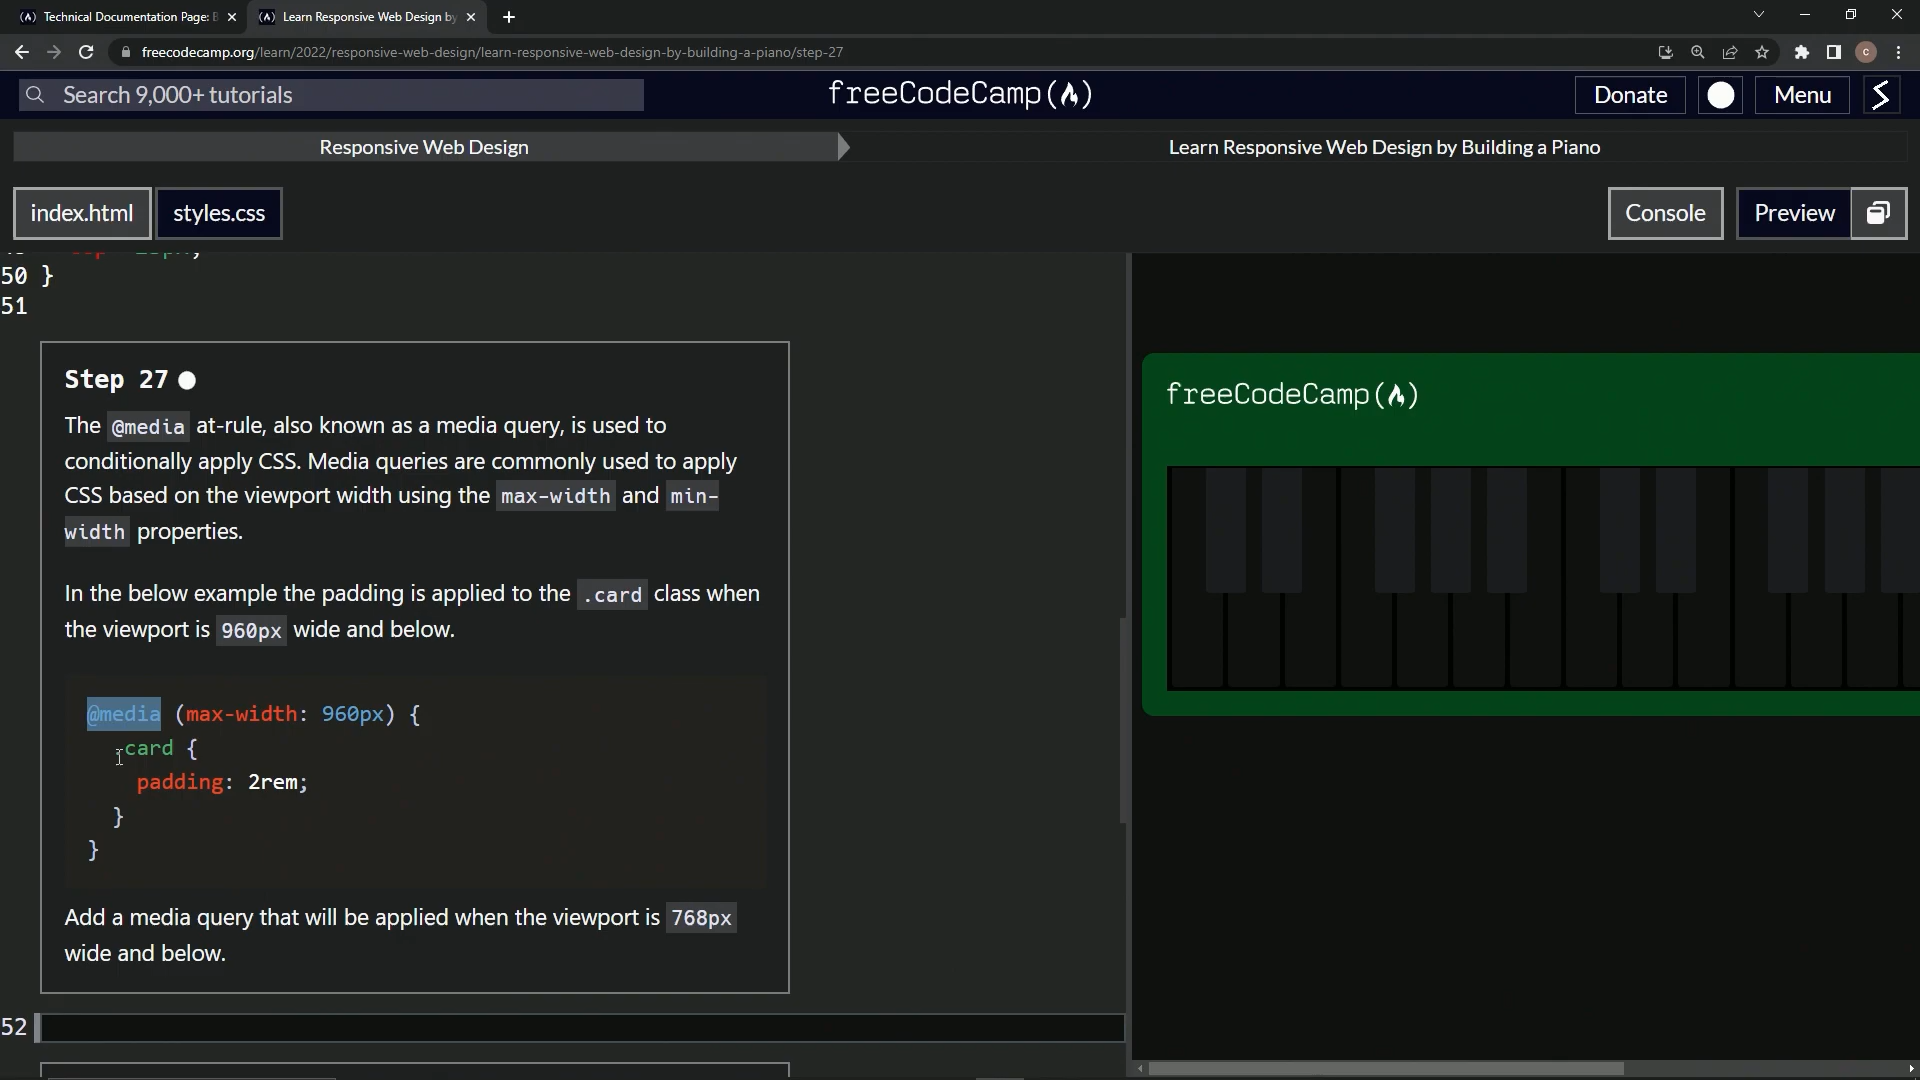 Technical Documentation Page: B
Learn Responsive Web Design by
freecodecamp.org/learn/2022/responsive-web-design/learn-responsive-web-design-by-building-a-piano/step-27
C
Search 9,000+ tutorials
freeCodeCamp
Donate
Menu
Responsive Web Design
Learn Responsive Web Design by Building a Piano
index.html
styles.css
Console
Preview
50 }
51
Step 27
The @media at-rule, also known as a media query, is used to
conditionally apply CSS. Media queries are commonly used to apply
CSS based on the viewport width using the max-width and min-
width properties.
In the below example the padding is applied to the .card class when
the viewport is 960px wide and below.
@media (max-width: 960px) {
.card {
padding: 2rem;
}
}
Add a media query that will be applied when the viewport is 768px
wide and below.
52
freeCodeCamp